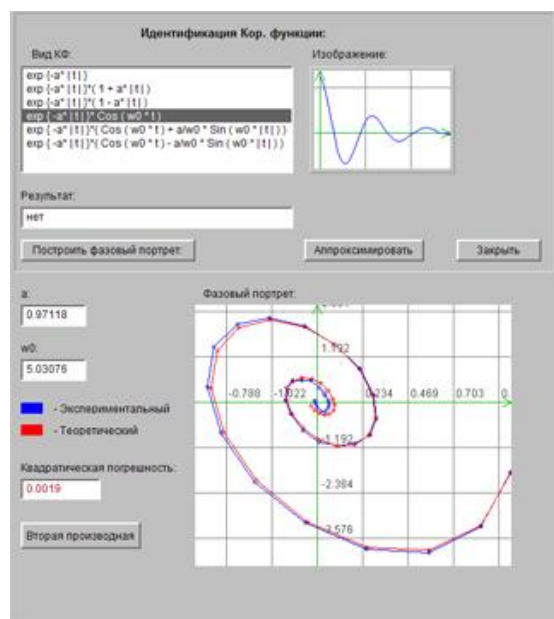 Идентификация Кор. функции:
Вид КФ:
Изображение:
exp {-a* |t| }
exp {-a* |t| }*( 1 + a* |t| )
exp {-a* |t| }*( 1 - a* |t| )
exp { -a* |t| }* Cos ( w0 * t )
exp { -a* |t| }*( Cos ( w0 * t ) + a/w0 * Sin ( w0 * |t| ) )
exp { -a* |t| }*( Cos ( w0 * t ) - a/w0 * Sin ( w0 * |t| ) )
Результат:
нет
Построить фазовый портрет:
Аппроксимировать
Закрыть
a:
Фазовый портрет:
0.97118
1.192
w0:
5.03076
-0.788
0.234
0.469
0.703
- Экспериментальный
- Теоретический
-1.192
Квадратическая погрешность:
-2.384
0.0019
-3.576
Вторая производная